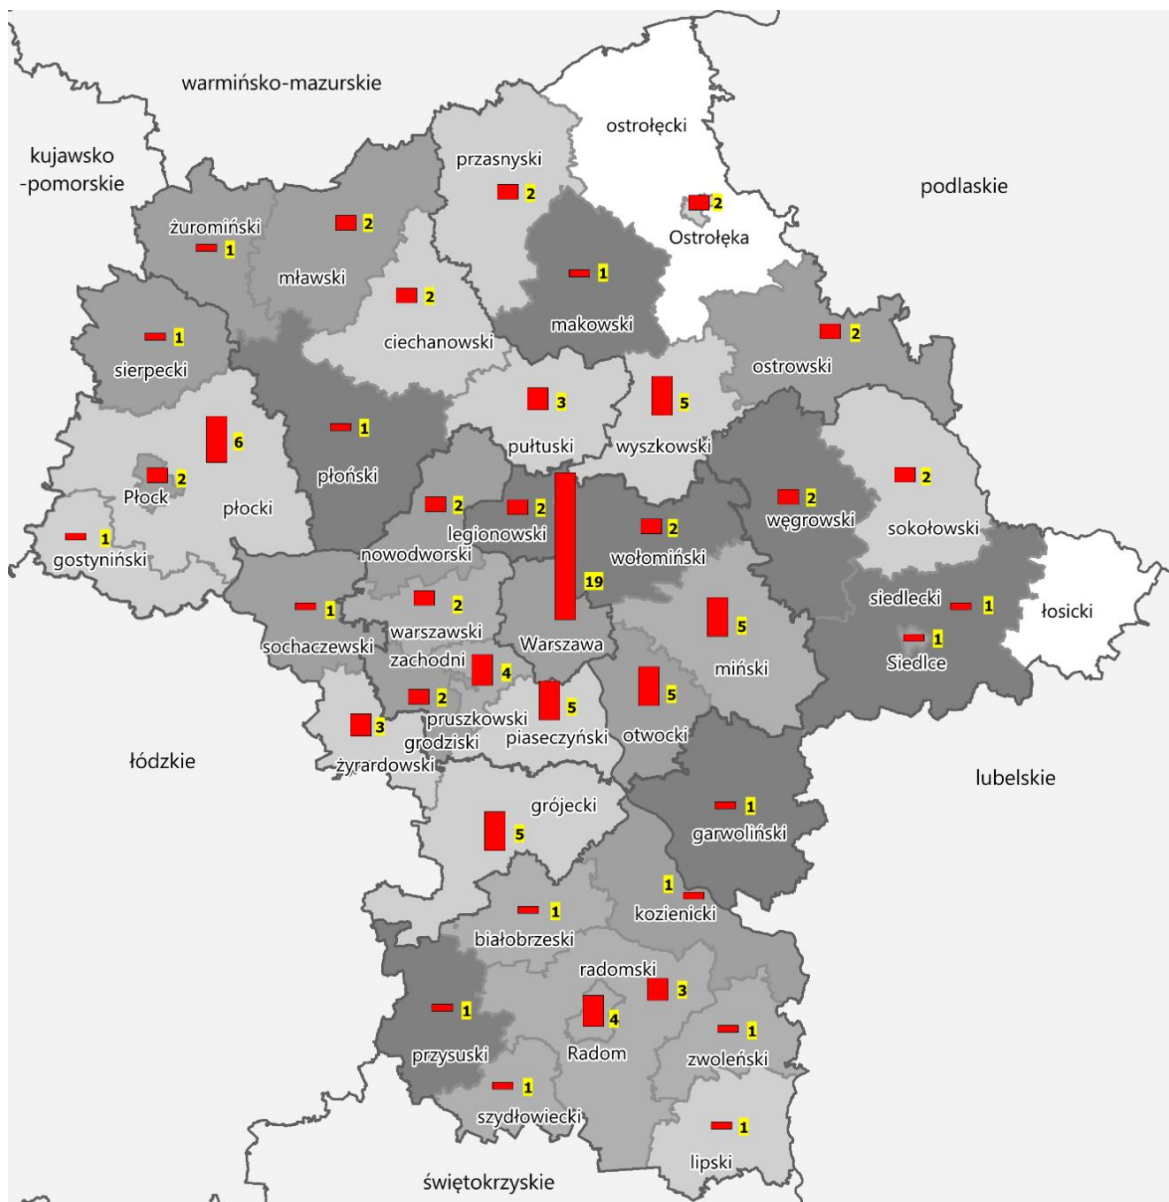 warmińsko-mazurskie
ostrołęcki
kujawsko
-pomorskie
przasnyski
2
podlaskie
2
Ostrołęka
żuromiński
1
2
mławski
1
makowski
2
ciechanowski
1
sierpecki
2
ostrowski
3
pułtuski
5
wyszkowski
6
1
płoński
2
Płock
płocki
2
węgrowski
2
sokołowski
2
nowodworski
2
legionowski
2
wołomiński
1
gostyniński
19
Warszawa
siedlecki
1
łosicki
1
sochaczewski
2
warszawski
zachodni
5
miński
1
Siedlce
4
pruszkowski
2
grodziski
5
piaseczyński
5
otwocki
3
żyrardowski
łódzkie
lubelskie
grójecki
5
1
garwoliński
1
kozienicki
1
białobrzeski
radomski
3
4
Radom
1
przysuski
1
zwoleński
1
szydłowiecki
1
lipski
świętokrzyskie